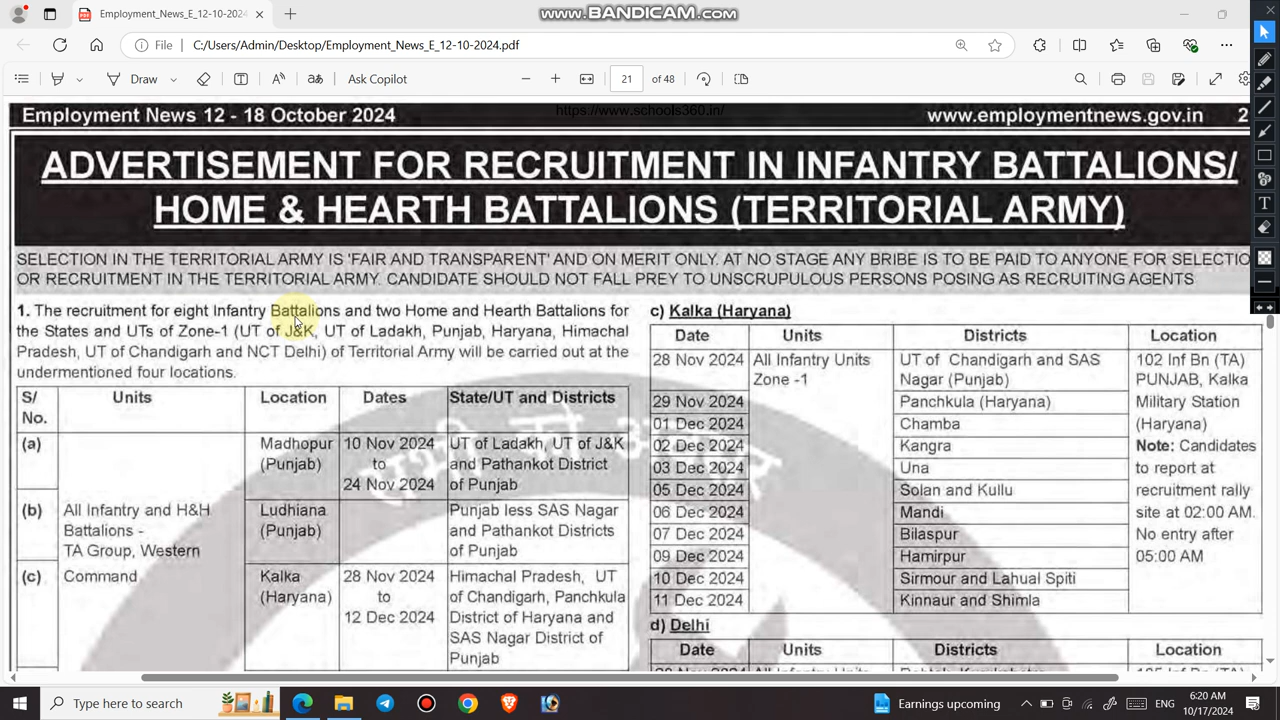 Employment_News_E_12-10-2024
www.BANDICAM.com
File
C:/Users/Admin/Desktop/Employment_News_E_12-10-2024.pdf
Draw
Ask Copilot
21
of 48
Employment News 12 - 18 October 2024
https://www.schools360.in/
www.employmentnews.gov.in
2
ADVERTISEMENT FOR RECRUITMENT IN INFANTRY BATTALIONS/
HOME & HEARTH BATTALIONS (TERRITORIAL ARMY)
SELECTION IN THE TERRITORIAL ARMY IS 'FAIR AND TRANSPARENT' AND ON MERIT ONLY. AT NO STAGE ANY BRIBE IS TO BE PAID TO ANYONE FOR SELECTIO
OR RECRUITMENT IN THE TERRITORIAL ARMY. CANDIDATE SHOULD NOT FALL PREY TO UNSCRUPULOUS PERSONS POSING AS RECRUITING AGENTS
1. The recruitment for eight Infantry Battalions and two Home and Hearth Battalions for
the States and UTs of Zone-1 (UT of J&K, UT of Ladakh, Punjab, Haryana, Himachal
Pradesh, UT of Chandigarh and NCT Delhi) of Territorial Army will be carried out at the
undermentioned four locations.
S/ No. Units Location Dates State/UT and Districts
(a) Madhopur 10 Nov 2024 UT of Ladakh, UT of J&K
(Punjab) to and Pathankot District
24 Nov 2024 of Punjab
(b) All Infantry and H&H Ludhiana Punjab less SAS Nagar
Battalions - (Punjab) and Pathankot Districts
TA Group, Western of Punjab
(c) Command Kalka 28 Nov 2024 Himachal Pradesh, UT
(Haryana) to of Chandigarh, Panchkula
12 Dec 2024 District of Haryana and
SAS Nagar District of
Punjab
c) Kalka (Haryana)
Date Units Districts Location
28 Nov 2024 All Infantry Units UT of Chandigarh and SAS 102 Inf Bn (TA)
Zone -1 Nagar (Punjab) PUNJAB, Kalka
29 Nov 2024 Panchkula (Haryana) Military Station
01 Dec 2024 Chamba (Haryana)
02 Dec 2024 Kangra Note: Candidates
03 Dec 2024 Una to report at
05 Dec 2024 Solan and Kullu recruitment rally
06 Dec 2024 Mandi site at 02:00 AM.
07 Dec 2024 Bilaspur No entry after
09 Dec 2024 Hamirpur 05:00 AM
10 Dec 2024 Sirmour and Lahual Spiti
11 Dec 2024 Kinnaur and Shimla
d) Delhi
Date Units Districts Location
Type here to search
Earnings upcoming
ENG
6:20 AM
10/17/2024